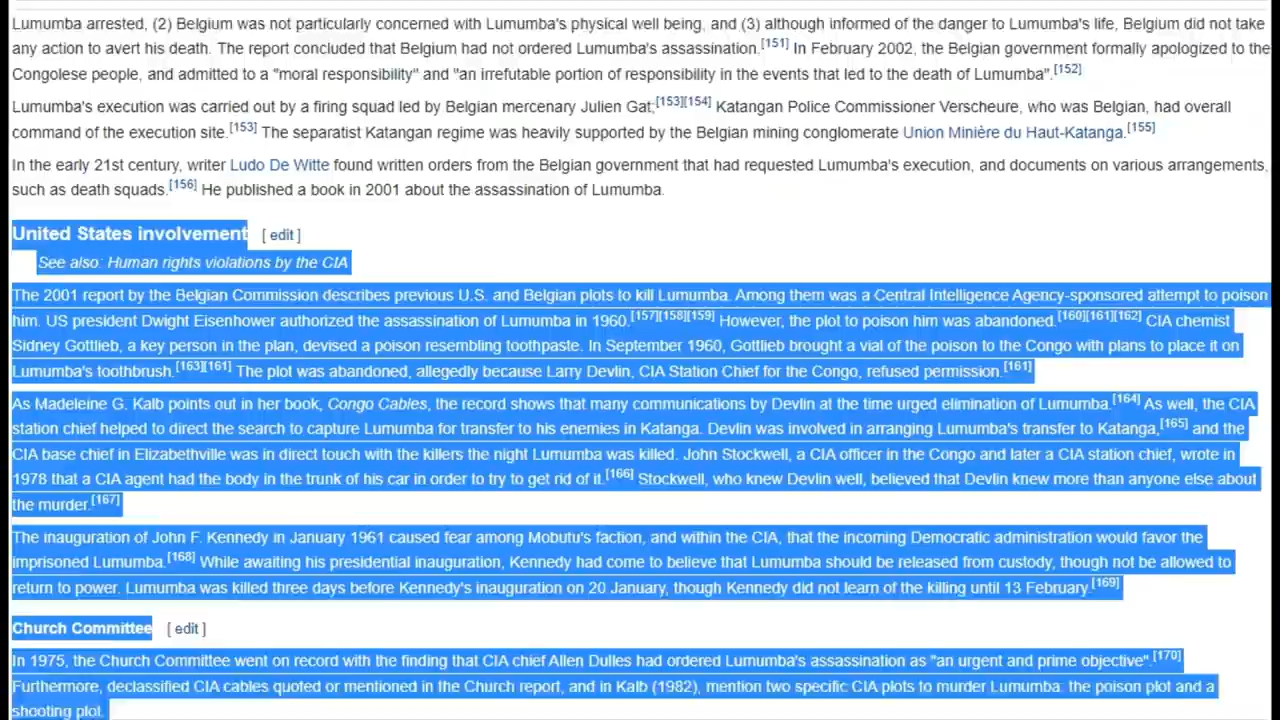 Lumumba arrested, (2) Belgium was not particularly concerned with Lumumba's physical well being, and (3) although informed of the danger to Lumumba's life, Belgium did not take
any action to avert his death. The report concluded that Belgium had not ordered Lumumba's assassination.[151] In February 2002, the Belgian government formally apologized to the
Congolese people, and admitted to a "moral responsibility" and "an irrefutable portion of responsibility in the events that led to the death of Lumumba".[152]
Lumumba's execution was carried out by a firing squad led by Belgian mercenary Julien Gat;[153][154] Katangan Police Commissioner Verscheure, who was Belgian, had overall
command of the execution site.[153] The separatist Katangan regime was heavily supported by the Belgian mining conglomerate Union Minière du Haut-Katanga.[155]
In the early 21st century, writer Ludo De Witte found written orders from the Belgian government that had requested Lumumba's execution, and documents on various arrangements,
such as death squads.[156] He published a book in 2001 about the assassination of Lumumba.
United States involvement [ edit ]
See also: Human rights violations by the CIA
The 2001 report by the Belgian Commission describes previous U.S. and Belgian plots to kill Lumumba. Among them was a Central Intelligence Agency-sponsored attempt to poison
him. US president Dwight Eisenhower authorized the assassination of Lumumba in 1960.[157][158][159] However, the plot to poison him was abandoned.[160][161][162] CIA chemist
Sidney Gottlieb, a key person in the plan, devised a poison resembling toothpaste. In September 1960, Gottlieb brought a vial of the poison to the Congo with plans to place it on
Lumumba's toothbrush.[163][161] The plot was abandoned, allegedly because Larry Devlin, CIA Station Chief for the Congo, refused permission.[161]
As Madeleine G. Kalb points out in her book, Congo Cables, the record shows that many communications by Devlin at the time urged elimination of Lumumba.[164] As well, the CIA
station chief helped to direct the search to capture Lumumba for transfer to his enemies in Katanga. Devlin was involved in arranging Lumumba's transfer to Katanga,[165] and the
CIA base chief in Elizabethville was in direct touch with the killers the night Lumumba was killed. John Stockwell, a CIA officer in the Congo and later a CIA station chief, wrote in
1978 that a CIA agent had the body in the trunk of his car in order to try to get rid of it.[166] Stockwell, who knew Devlin well, believed that Devlin knew more than anyone else about
the murder.[167]
The inauguration of John F. Kennedy in January 1961 caused fear among Mobutu's faction, and within the CIA, that the incoming Democratic administration would favor the
imprisoned Lumumba.[168] While awaiting his presidential inauguration, Kennedy had come to believe that Lumumba should be released from custody, though not be allowed to
return to power. Lumumba was killed three days before Kennedy's inauguration on 20 January, though Kennedy did not learn of the killing until 13 February.[169]
Church Committee [ edit ]
In 1975, the Church Committee went on record with the finding that CIA chief Allen Dulles had ordered Lumumba's assassination as "an urgent and prime objective".[170]
Furthermore, declassified CIA cables quoted or mentioned in the Church report, and in Kalb (1982), mention two specific CIA plots to murder Lumumba: the poison plot and a
shooting plot.